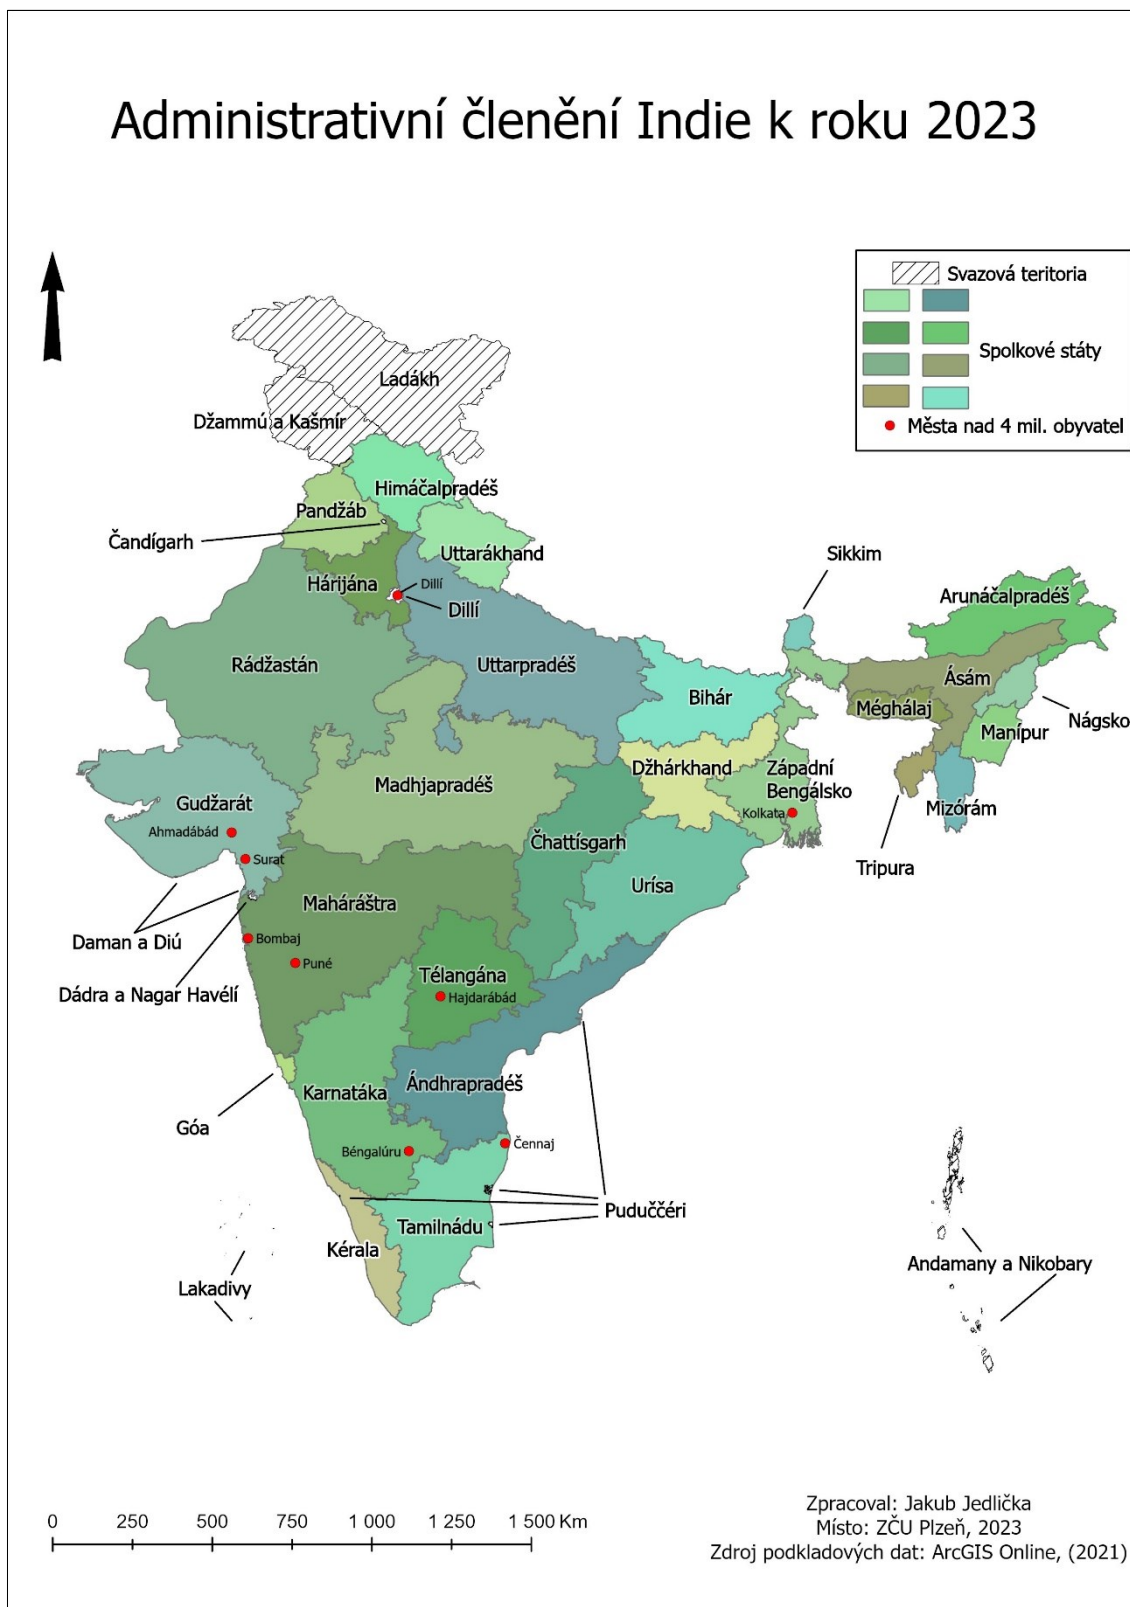 Administrativní členění Indie k roku 2023
Svazová teritoria
Spolkové státy
Města nad 4 mil. obyvatel
Ladákh
Džammú a Kašmír
Himáčalpradéš
Pandžáb
Čandígarh
Uttarákhand
Sikkim
Arunáčalpradéš
Hárijána
Dillí
Dillí
Rádžastán
Uttarpradéš
Bihár
Ásám
Méghálaj
Nágsko
Manípur
Džhárkhand
Západní
Bengálsko
Madhjapradéš
Gudžarát
Mizórám
Kolkata
Ahmadábád
Čhattísgarh
Surat
Tripura
Urísa
Maháráštra
Daman a Diú
Bombaj
Puné
Télangána
Dádra a Nagar Havélí
Hajdarábád
Ándhrapradéš
Karnatáka
Góa
Čennaj
Béngalúru
Puduččéri
Tamilnádu
Kérala
Andamany a Nikobary
Lakadivy
0 250 500 750 1 000 1 250 1 500 Km
Zpracoval: Jakub Jedlička
Místo: ZČU Plzeň, 2023
Zdroj podkladových dat: ArcGIS Online, (2021)